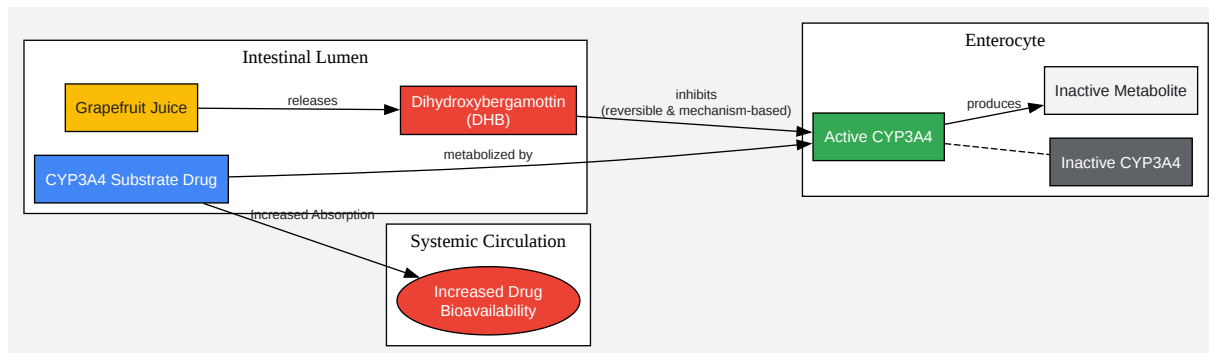 Intestinal Lumen
Grapefruit Juice
releases
Dihydroxybergamottin
(DHB)
CYP3A4 Substrate Drug
metabolized by
Increased Absorption
inhibits
(reversible & mechanism-based)
Enterocyte
Active CYP3A4
produces
Inactive Metabolite
Inactive CYP3A4
Systemic Circulation
Increased Drug
Bioavailability